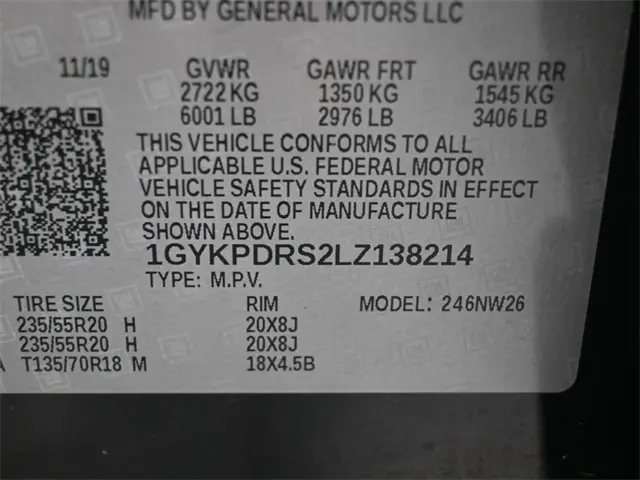 MFD BY GENERAL MOTORS LLC
11/19 GVWR GAWR FRT GAWR RR
2722 KG 1350 KG 1545 KG
6001 LB 2976 LB 3406 LB
THIS VEHICLE CONFORMS TO ALL
APPLICABLE U.S. FEDERAL MOTOR
VEHICLE SAFETY STANDARDS IN EFFECT
ON THE DATE OF MANUFACTURE
SHOWN ABOVE.
1GYKPDRS2LZ138214
TYPE: M.P.V.
TIRE SIZE RIM MODEL: 246NW26
235/55R20 H 20X8J
235/55R20 H 20X8J
T135/70R18 M 18X4.5B